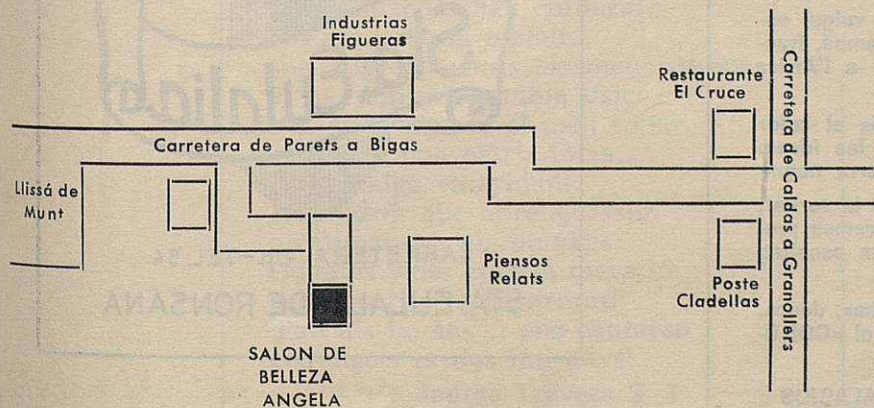 Industrias
Figueras
Restaurante
El Cruce
Carretera de Caldas a Granollers
Carretera de Parets a Bigas
Llissá de
Munt
Piensos
Relats
Poste
Cladellas
SALON DE
BELLEZA
ANGELA